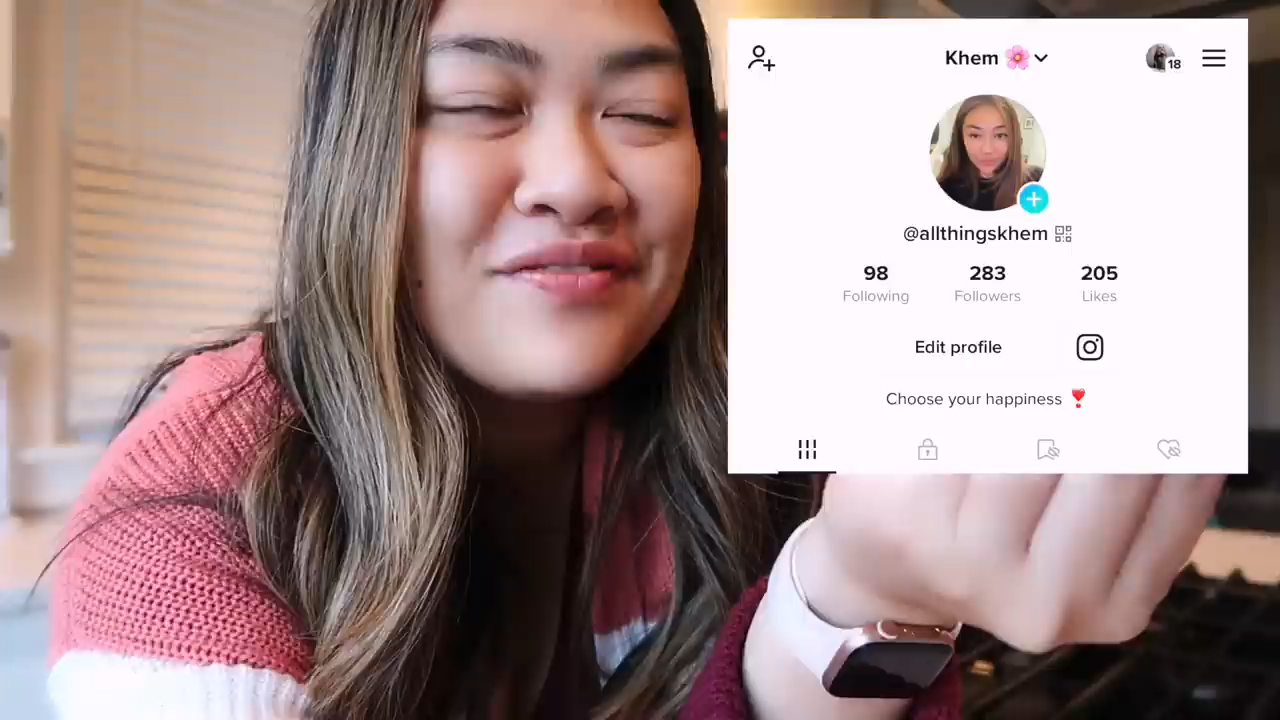 Khem 🌸
18
@allthingskhem
98 283 205
Following Followers Likes
Edit profile
Choose your happiness ❣️